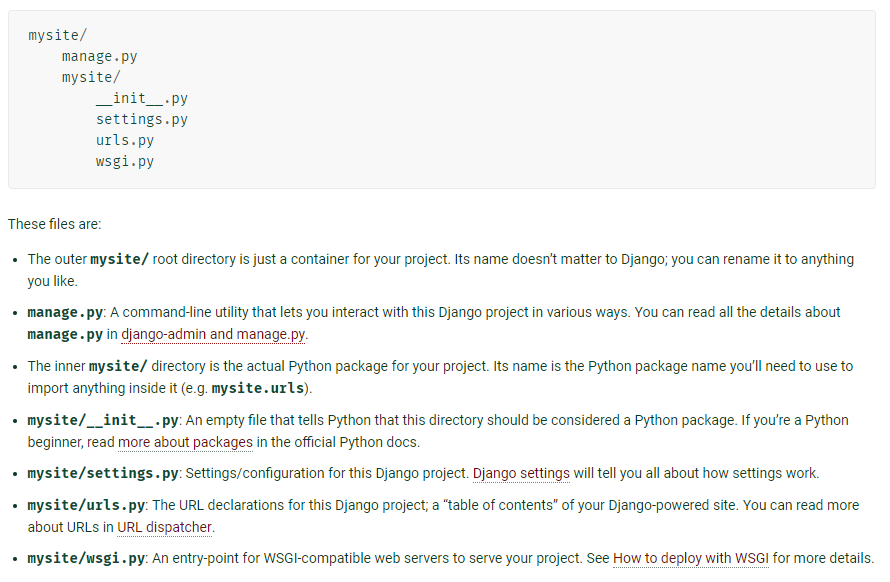 mysite/
    manage.py
    mysite/
        __init__.py
        settings.py
        urls.py
        wsgi.py
These files are:
• The outer mysite/ root directory is just a container for your project. Its name doesn’t matter to Django; you can rename it to anything
you like.
• manage.py: A command-line utility that lets you interact with this Django project in various ways. You can read all the details about
manage.py in django-admin and manage.py.
• The inner mysite/ directory is the actual Python package for your project. Its name is the Python package name you’ll need to use to
import anything inside it (e.g. mysite.urls).
• mysite/__init__.py: An empty file that tells Python that this directory should be considered a Python package. If you’re a Python
beginner, read more about packages in the official Python docs.
• mysite/settings.py: Settings/configuration for this Django project. Django settings will tell you all about how settings work.
• mysite/urls.py: The URL declarations for this Django project; a “table of contents” of your Django-powered site. You can read more
about URLs in URL dispatcher.
• mysite/wsgi.py: An entry-point for WSGI-compatible web servers to serve your project. See How to deploy with WSGI for more details.